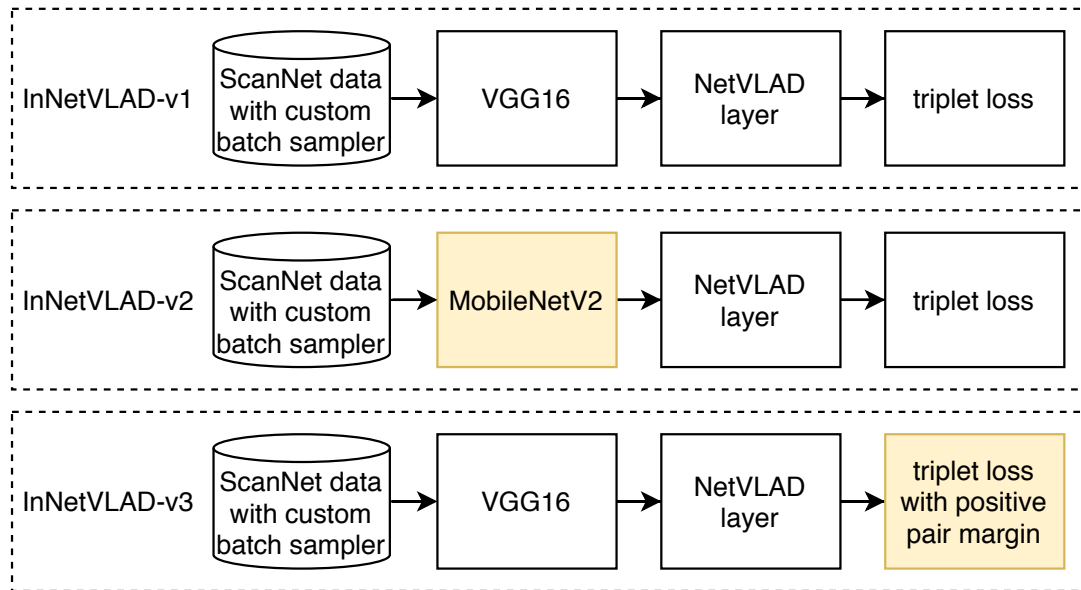 InNetVLAD-v1
ScanNet data
with custom
batch sampler
VGG16
NetVLAD
layer
triplet loss
InNetVLAD-v2
ScanNet data
with custom
batch sampler
MobileNetV2
NetVLAD
layer
triplet loss
InNetVLAD-v3
ScanNet data
with custom
batch sampler
VGG16
NetVLAD
layer
triplet loss
with positive
pair margin